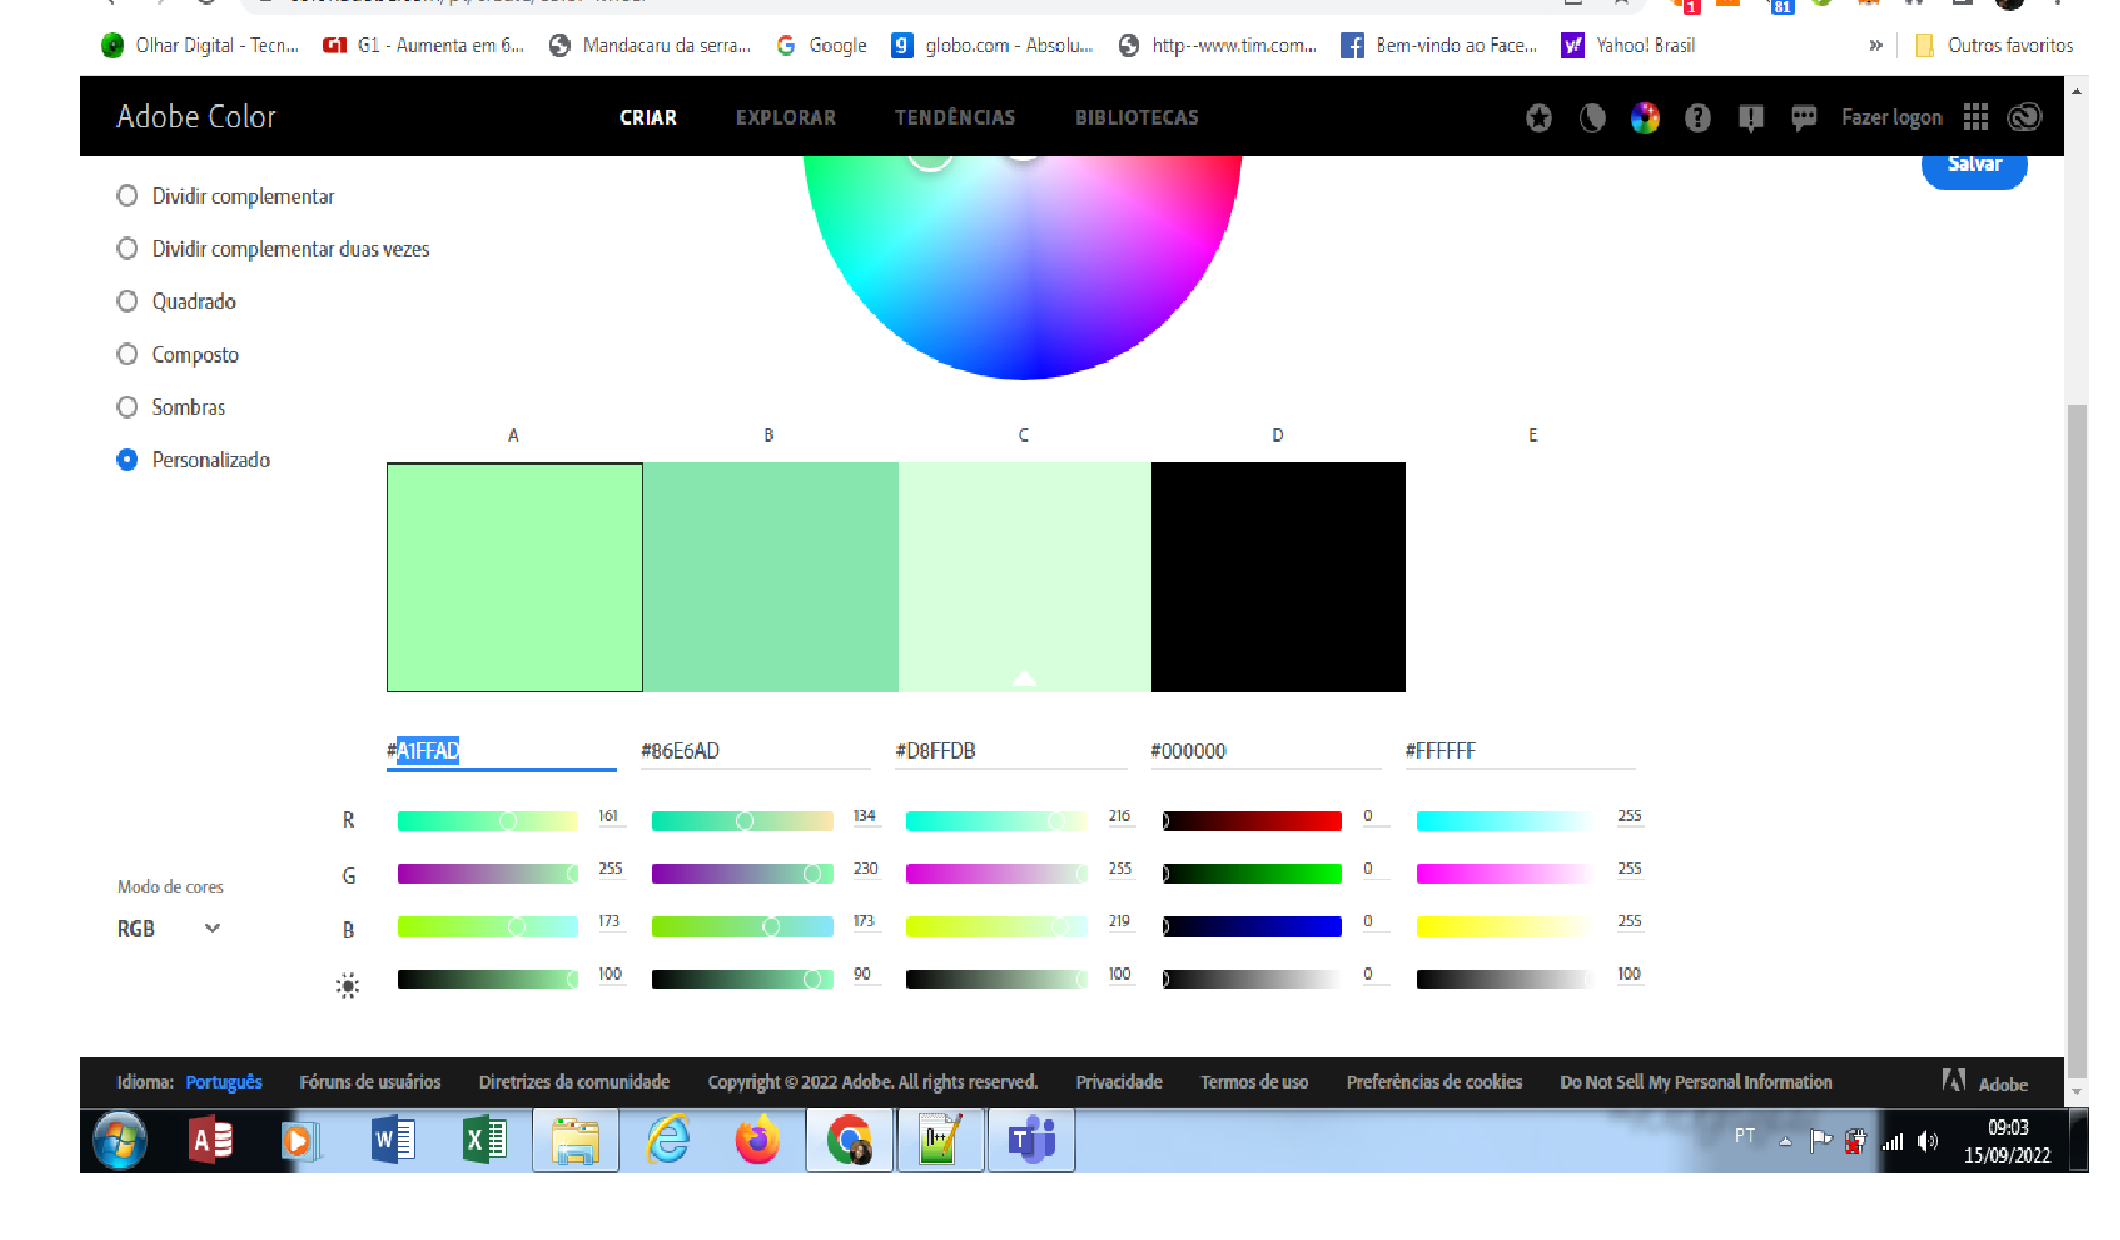 Olhar Digital - Tecn... G1 - Aumenta em 6... Mandacaru da serra... Google globo.com - Absolu... http--www.tim.com... Bem-vindo ao Face... Yahoo! Brasil » Outros favoritos
1 81
Adobe Color CRIAR EXPLORAR TENDÊNCIAS BIBLIOTECAS Fazer logon
Salvar
Dividir complementar
Dividir complementar duas vezes
Quadrado
Composto
Sombras
Personalizado
A B C D E
#A1FFAD #86E6AD #D8FFDB #000000 #FFFFFF
R 161 134 216 0 255
G 255 230 255 0 255
B 173 173 219 0 255
100 90 100 0 100
Modo de cores
RGB
Idioma: Português Fóruns de usuários Diretrizes da comunidade Copyright © 2022 Adobe. All rights reserved. Privacidade Termos de uso Preferências de cookies Do Not Sell My Personal Information Adobe
PT 09:03
15/09/2022